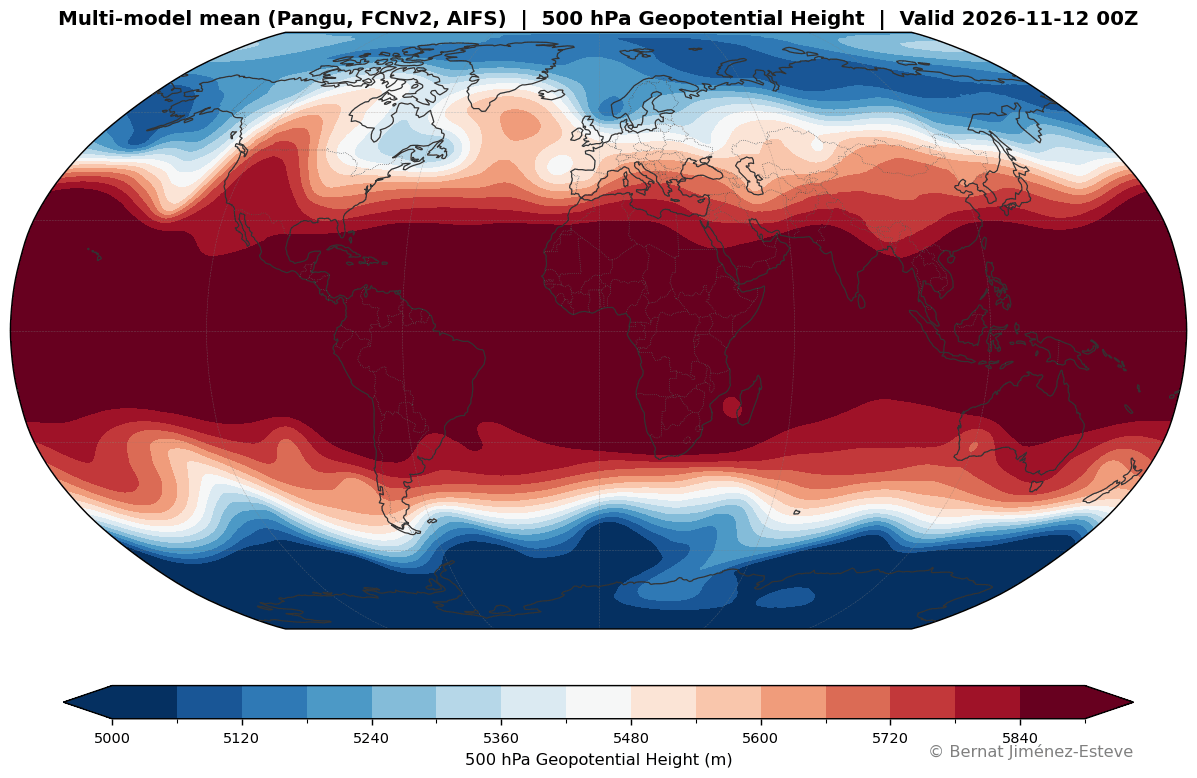 Multi-model mean (Pangu, FCNv2, AIFS)  |  500 hPa Geopotential Height  |  Valid 2026-11-12 00Z
5000 5120 5240 5360 5480 5600 5720 5840
500 hPa Geopotential Height (m)
© Bernat Jiménez-Esteve